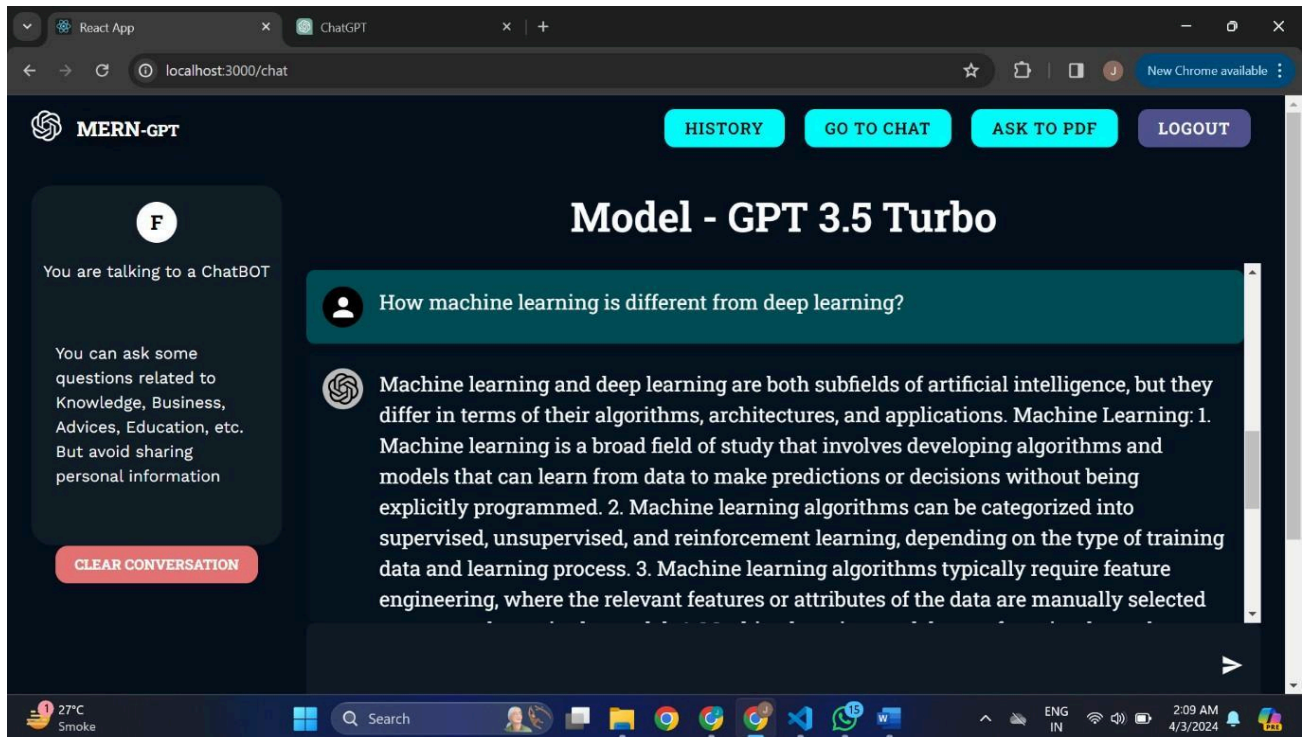 React App
ChatGPT
localhost:3000/chat
J
New Chrome available
MERN-GPT
HISTORY
GO TO CHAT
ASK TO PDF
LOGOUT
F
You are talking to a ChatBOT
You can ask some
questions related to
Knowledge, Business,
Advices, Education, etc.
But avoid sharing
personal information
CLEAR CONVERSATION
Model - GPT 3.5 Turbo
How machine learning is different from deep learning?
Machine learning and deep learning are both subfields of artificial intelligence, but they
differ in terms of their algorithms, architectures, and applications. Machine Learning: 1.
Machine learning is a broad field of study that involves developing algorithms and
models that can learn from data to make predictions or decisions without being
explicitly programmed. 2. Machine learning algorithms can be categorized into
supervised, unsupervised, and reinforcement learning, depending on the type of training
data and learning process. 3. Machine learning algorithms typically require feature
engineering, where the relevant features or attributes of the data are manually selected
1
27°C
Smoke
Search
15
ENG
IN
2:09 AM
4/3/2024
PRE